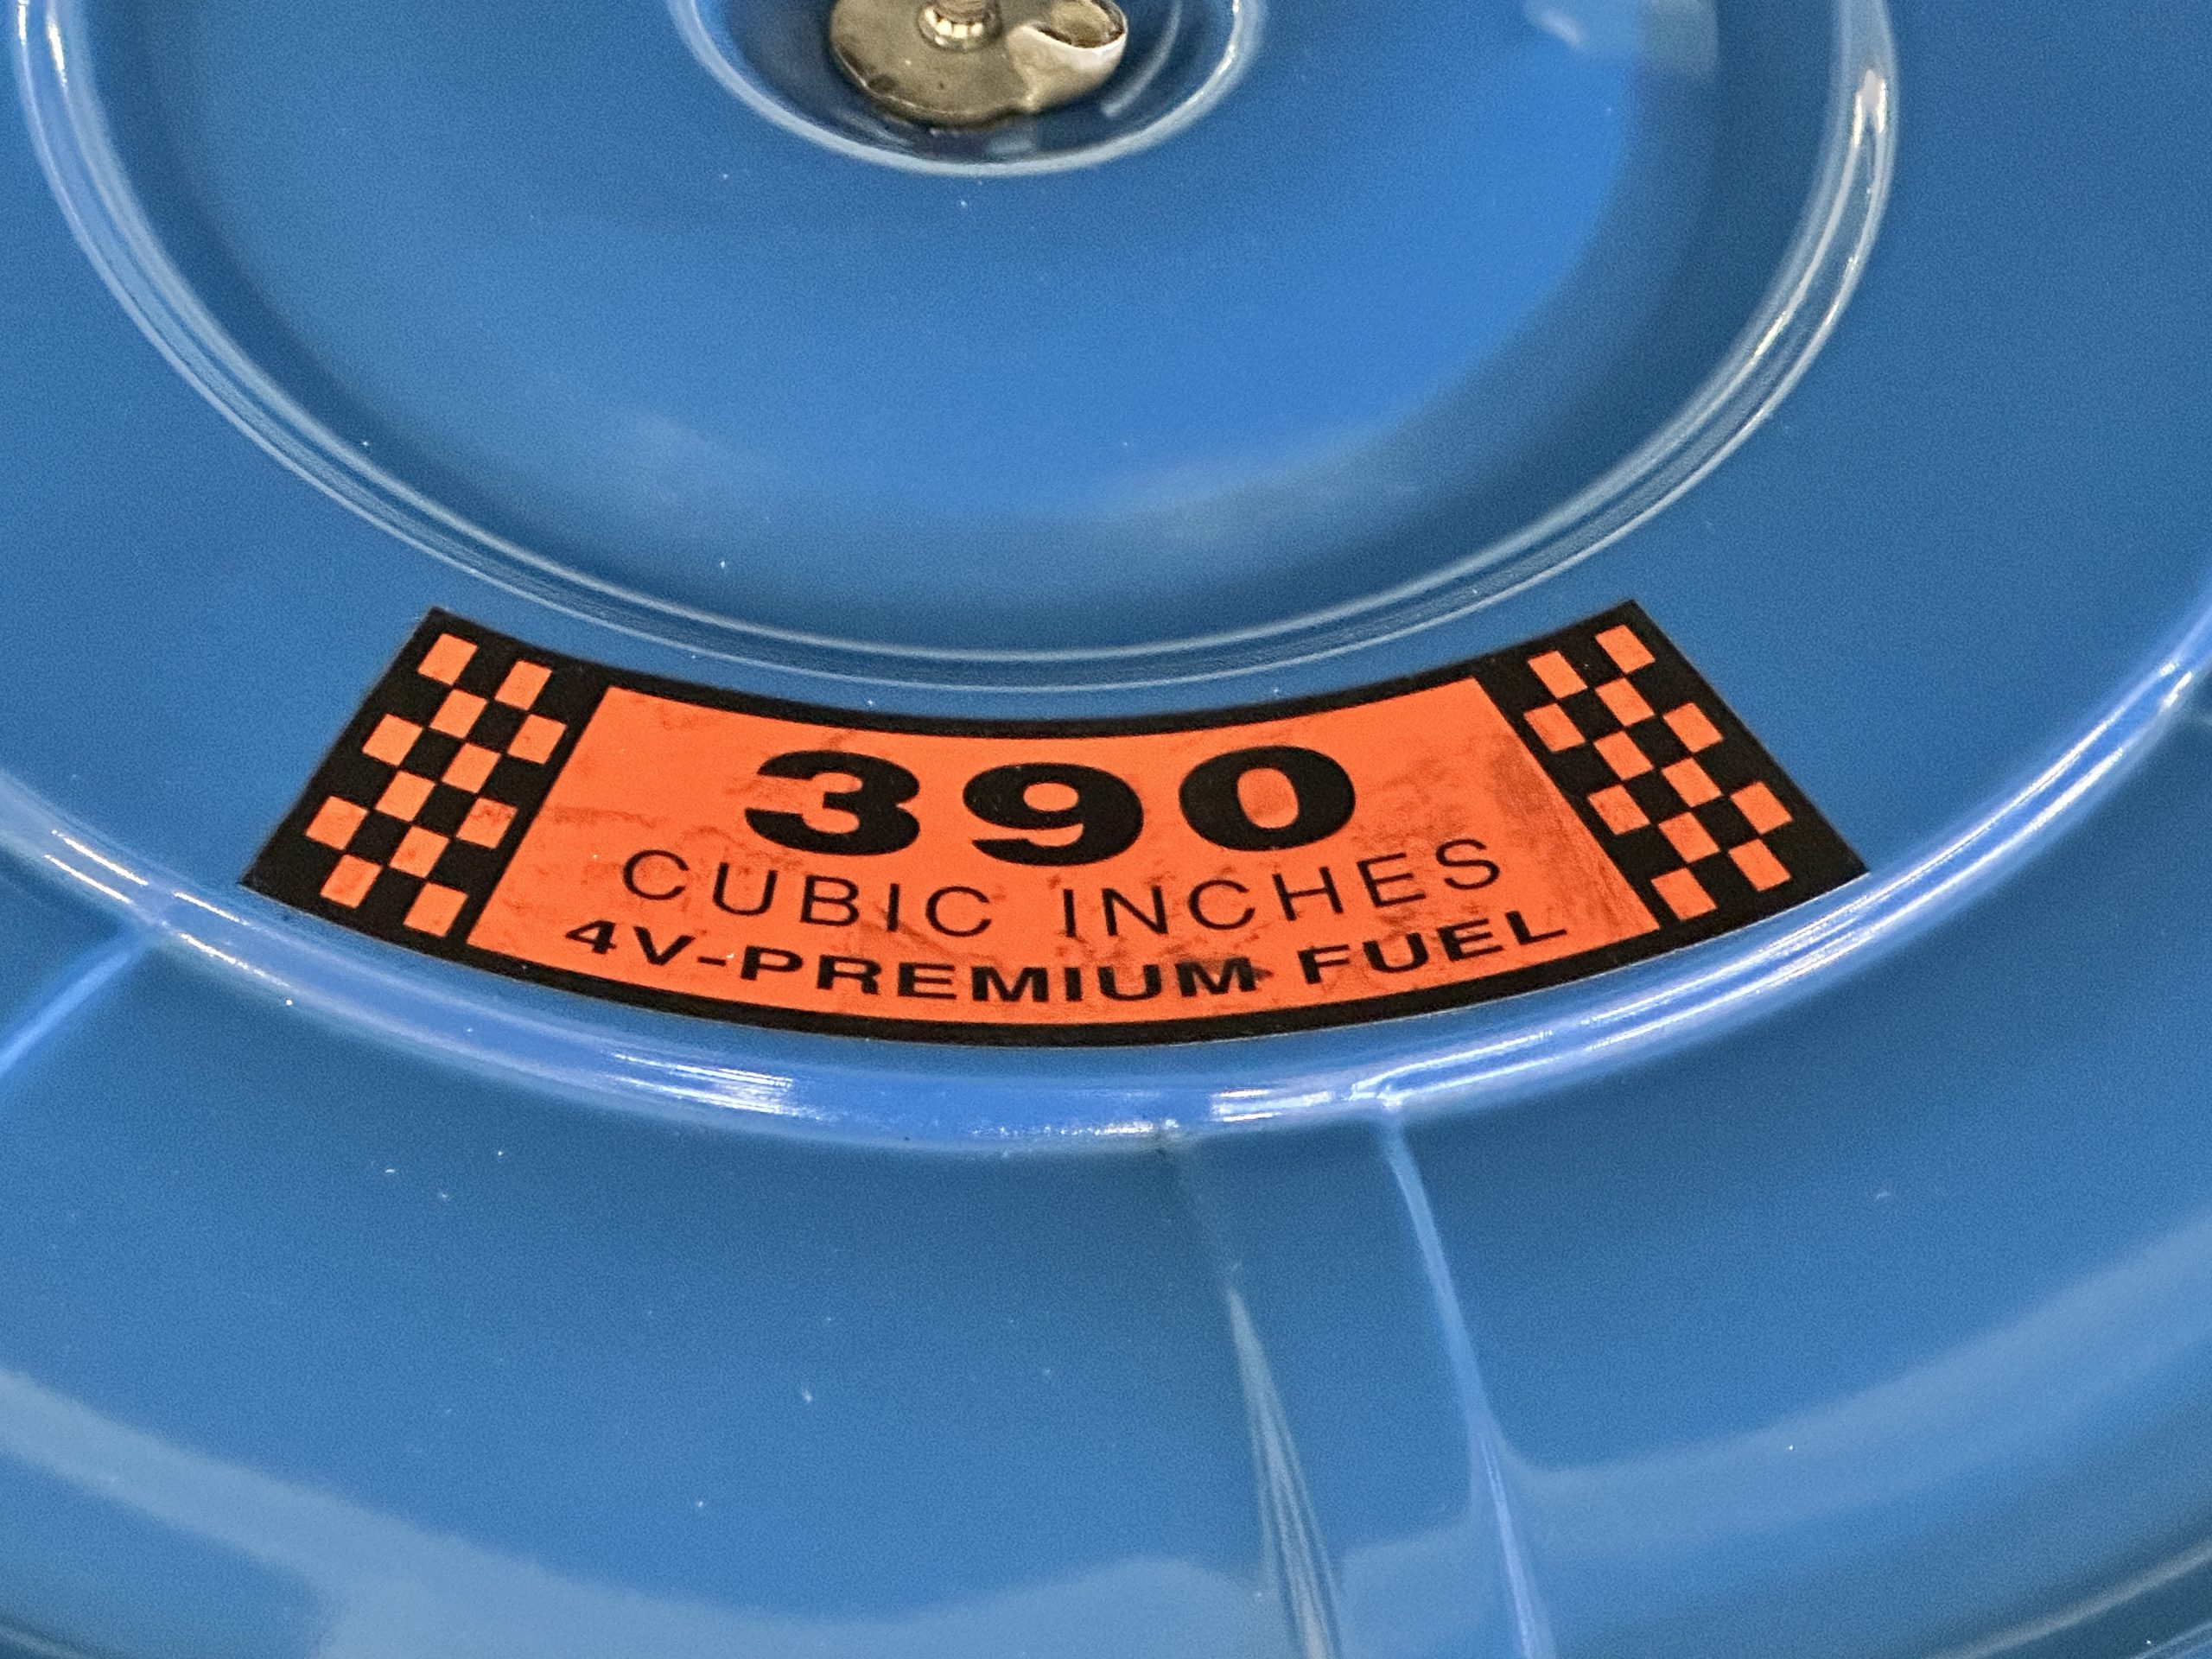 390
CUBIC INCHES
4V-PREMIUM FUEL